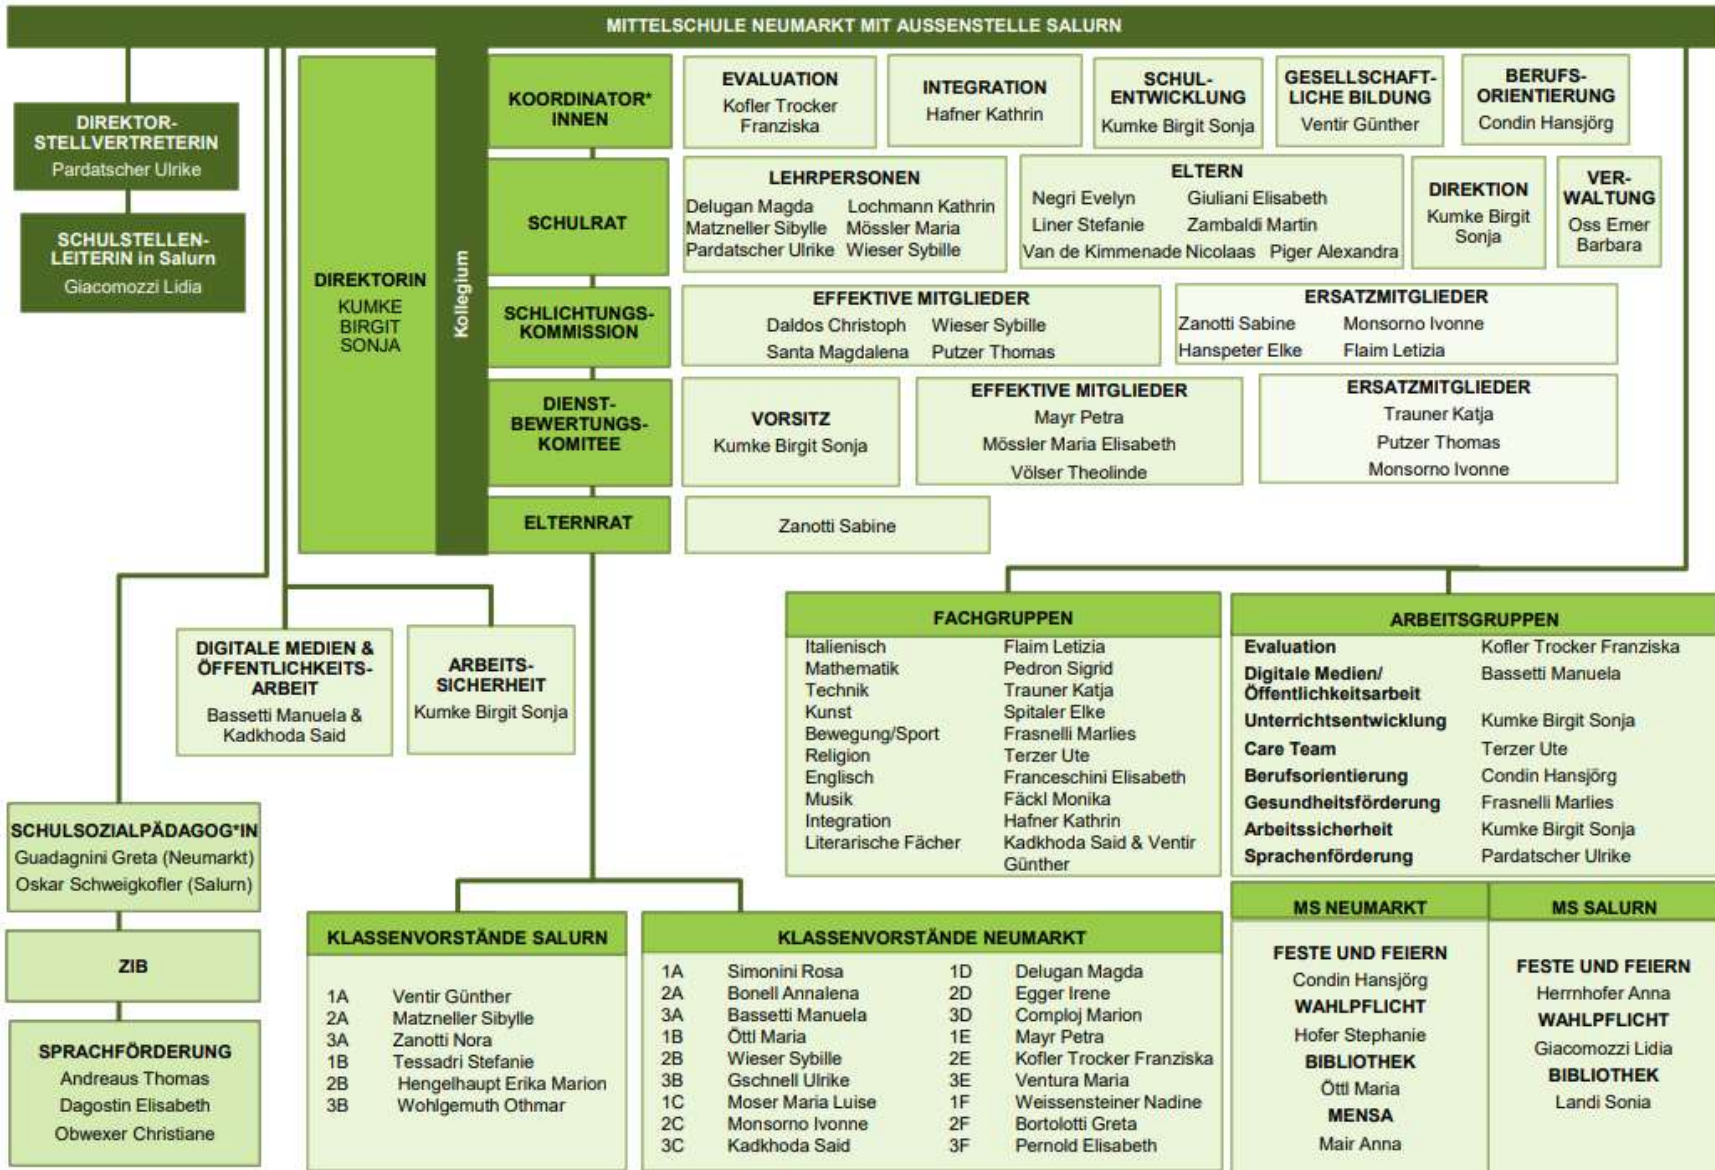 MITTELSCHULE NEUMARKT MIT AUSSENSTELLE SALURN
DIREKTOR-
STELLVERTRETERIN
Pardatscher Ulrike
SCHULSTELLEN-
LEITERIN in Salurn
Giacomozzi Lidia
DIREKTORIN
KUMKE
BIRGIT
SONJA
Kollegium
KOORDINATOR*
INNEN
EVALUATION
Kofler Trocker
Franziska
INTEGRATION
Hafner Kathrin
SCHUL-
ENTWICKLUNG
Kumke Birgit Sonja
GESELLSCHAFT-
LICHE BILDUNG
Ventir Günther
BERUFS-
ORIENTIERUNG
Condin Hansjörg
SCHULRAT
LEHRPERSONEN
Delugan Magda Lochmann Kathrin
Matzneller Sibylle Mössler Maria
Pardatscher Ulrike Wieser Sybille
ELTERN
Negri Evelyn Giuliani Elisabeth
Liner Stefanie Zambaldi Martin
Van de Kimmenade Nicolaas Piger Alexandra
DIREKTION
Kumke Birgit
Sonja
VER-
WALTUNG
Oss Emer
Barbara
SCHLICHTUNGS-
KOMMISSION
EFFEKTIVE MITGLIEDER
Daldos Christoph Wieser Sybille
Santa Magdalena Putzer Thomas
ERSATZMITGLIEDER
Zanotti Sabine Monsorno Ivonne
Hanspeter Elke Flaim Letizia
DIENST-
BEWERTUNGS-
KOMITEE
VORSITZ
Kumke Birgit Sonja
EFFEKTIVE MITGLIEDER
Mayr Petra
Mössler Maria Elisabeth
Völser Theolinde
ERSATZMITGLIEDER
Trauner Katja
Putzer Thomas
Monsorno Ivonne
ELTERNRAT
Zanotti Sabine
DIGITALE MEDIEN &
ÖFFENTLICHKEITS-
ARBEIT
Bassetti Manuela &
Kadkhoda Said
ARBEITS-
SICHERHEIT
Kumke Birgit Sonja
FACHGRUPPEN
Italienisch Flaim Letizia
Mathematik Pedron Sigrid
Technik Trauner Katja
Kunst Spitaler Elke
Bewegung/Sport Frasnelli Marlies
Religion Terzer Ute
Englisch Franceschini Elisabeth
Musik Fäckl Monika
Integration Hafner Kathrin
Literarische Fächer Kadkhoda Said & Ventir
Günther
ARBEITSGRUPPEN
Evaluation Kofler Trocker Franziska
Digitale Medien/ Bassetti Manuela
Öffentlichkeitsarbeit
Unterrichtsentwicklung Kumke Birgit Sonja
Care Team Terzer Ute
Berufsorientierung Condin Hansjörg
Gesundheitsförderung Frasnelli Marlies
Arbeitssicherheit Kumke Birgit Sonja
Sprachenförderung Pardatscher Ulrike
SCHULSOZIALPÄDAGOG*IN
Guadagnini Greta (Neumarkt)
Oskar Schweigkofler (Salurn)
ZIB
SPRACHFÖRDERUNG
Andreaus Thomas
Dagostin Elisabeth
Obwexer Christiane
KLASSENVORSTÄNDE SALURN
1A Ventir Günther
2A Matzneller Sibylle
3A Zanotti Nora
1B Tessadri Stefanie
2B Hengelhaupt Erika Marion
3B Wohlgemuth Othmar
KLASSENVORSTÄNDE NEUMARKT
1A Simonini Rosa 1D Delugan Magda
2A Bonell Annalena 2D Egger Irene
3A Bassetti Manuela 3D Comploj Marion
1B Öttl Maria 1E Mayr Petra
2B Wieser Sybille 2E Kofler Trocker Franziska
3B Gschnell Ulrike 3E Ventura Maria
1C Moser Maria Luise 1F Weissensteiner Nadine
2C Monsorno Ivonne 2F Bortolotti Greta
3C Kadkhoda Said 3F Pernold Elisabeth
MS NEUMARKT
FESTE UND FEIERN
Condin Hansjörg
WAHLPFLICHT
Hofer Stephanie
BIBLIOTHEK
Öttl Maria
MENSA
Mair Anna
MS SALURN
FESTE UND FEIERN
Herrnhofer Anna
WAHLPFLICHT
Giacomozzi Lidia
BIBLIOTHEK
Landi Sonia